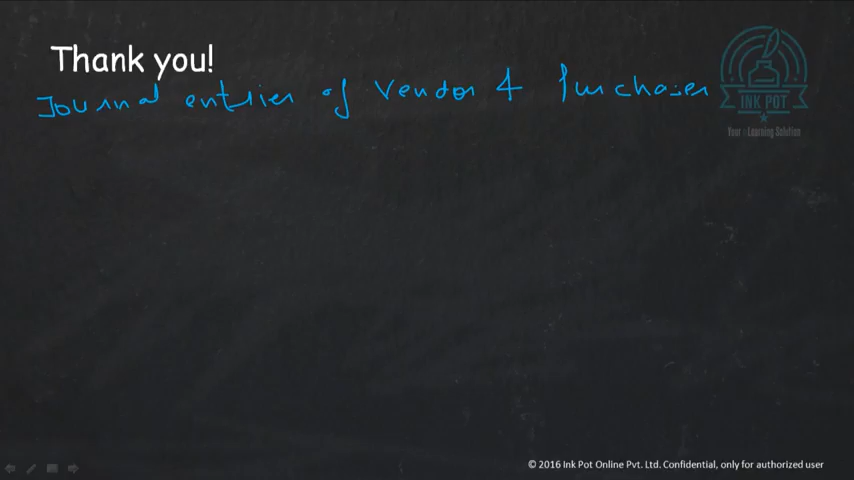 Thank you!
Journal entries of Vendor & Purchaser
INK POT
Your e-Learning Solution
© 2016 Ink Pot Online Pvt. Ltd. Confidential, only for authorized user